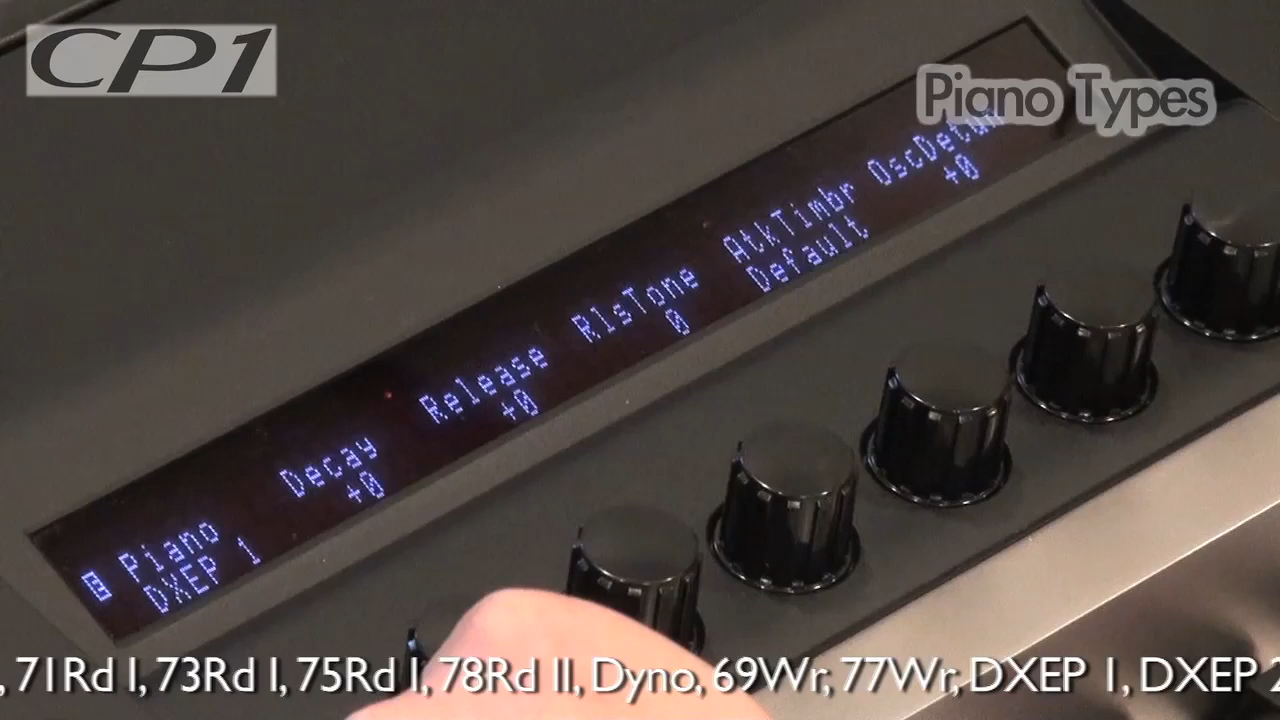 CP1
Piano Types
Piano Decay Release RlsTone AtkTimbr
DXEP 1 +0 +0 0 Default +0
, 71Rd I, 73Rd I, 75Rd I, 78Rd II, Dyno, 69Wr, 77Wr, DXEP 1, DXEP 2